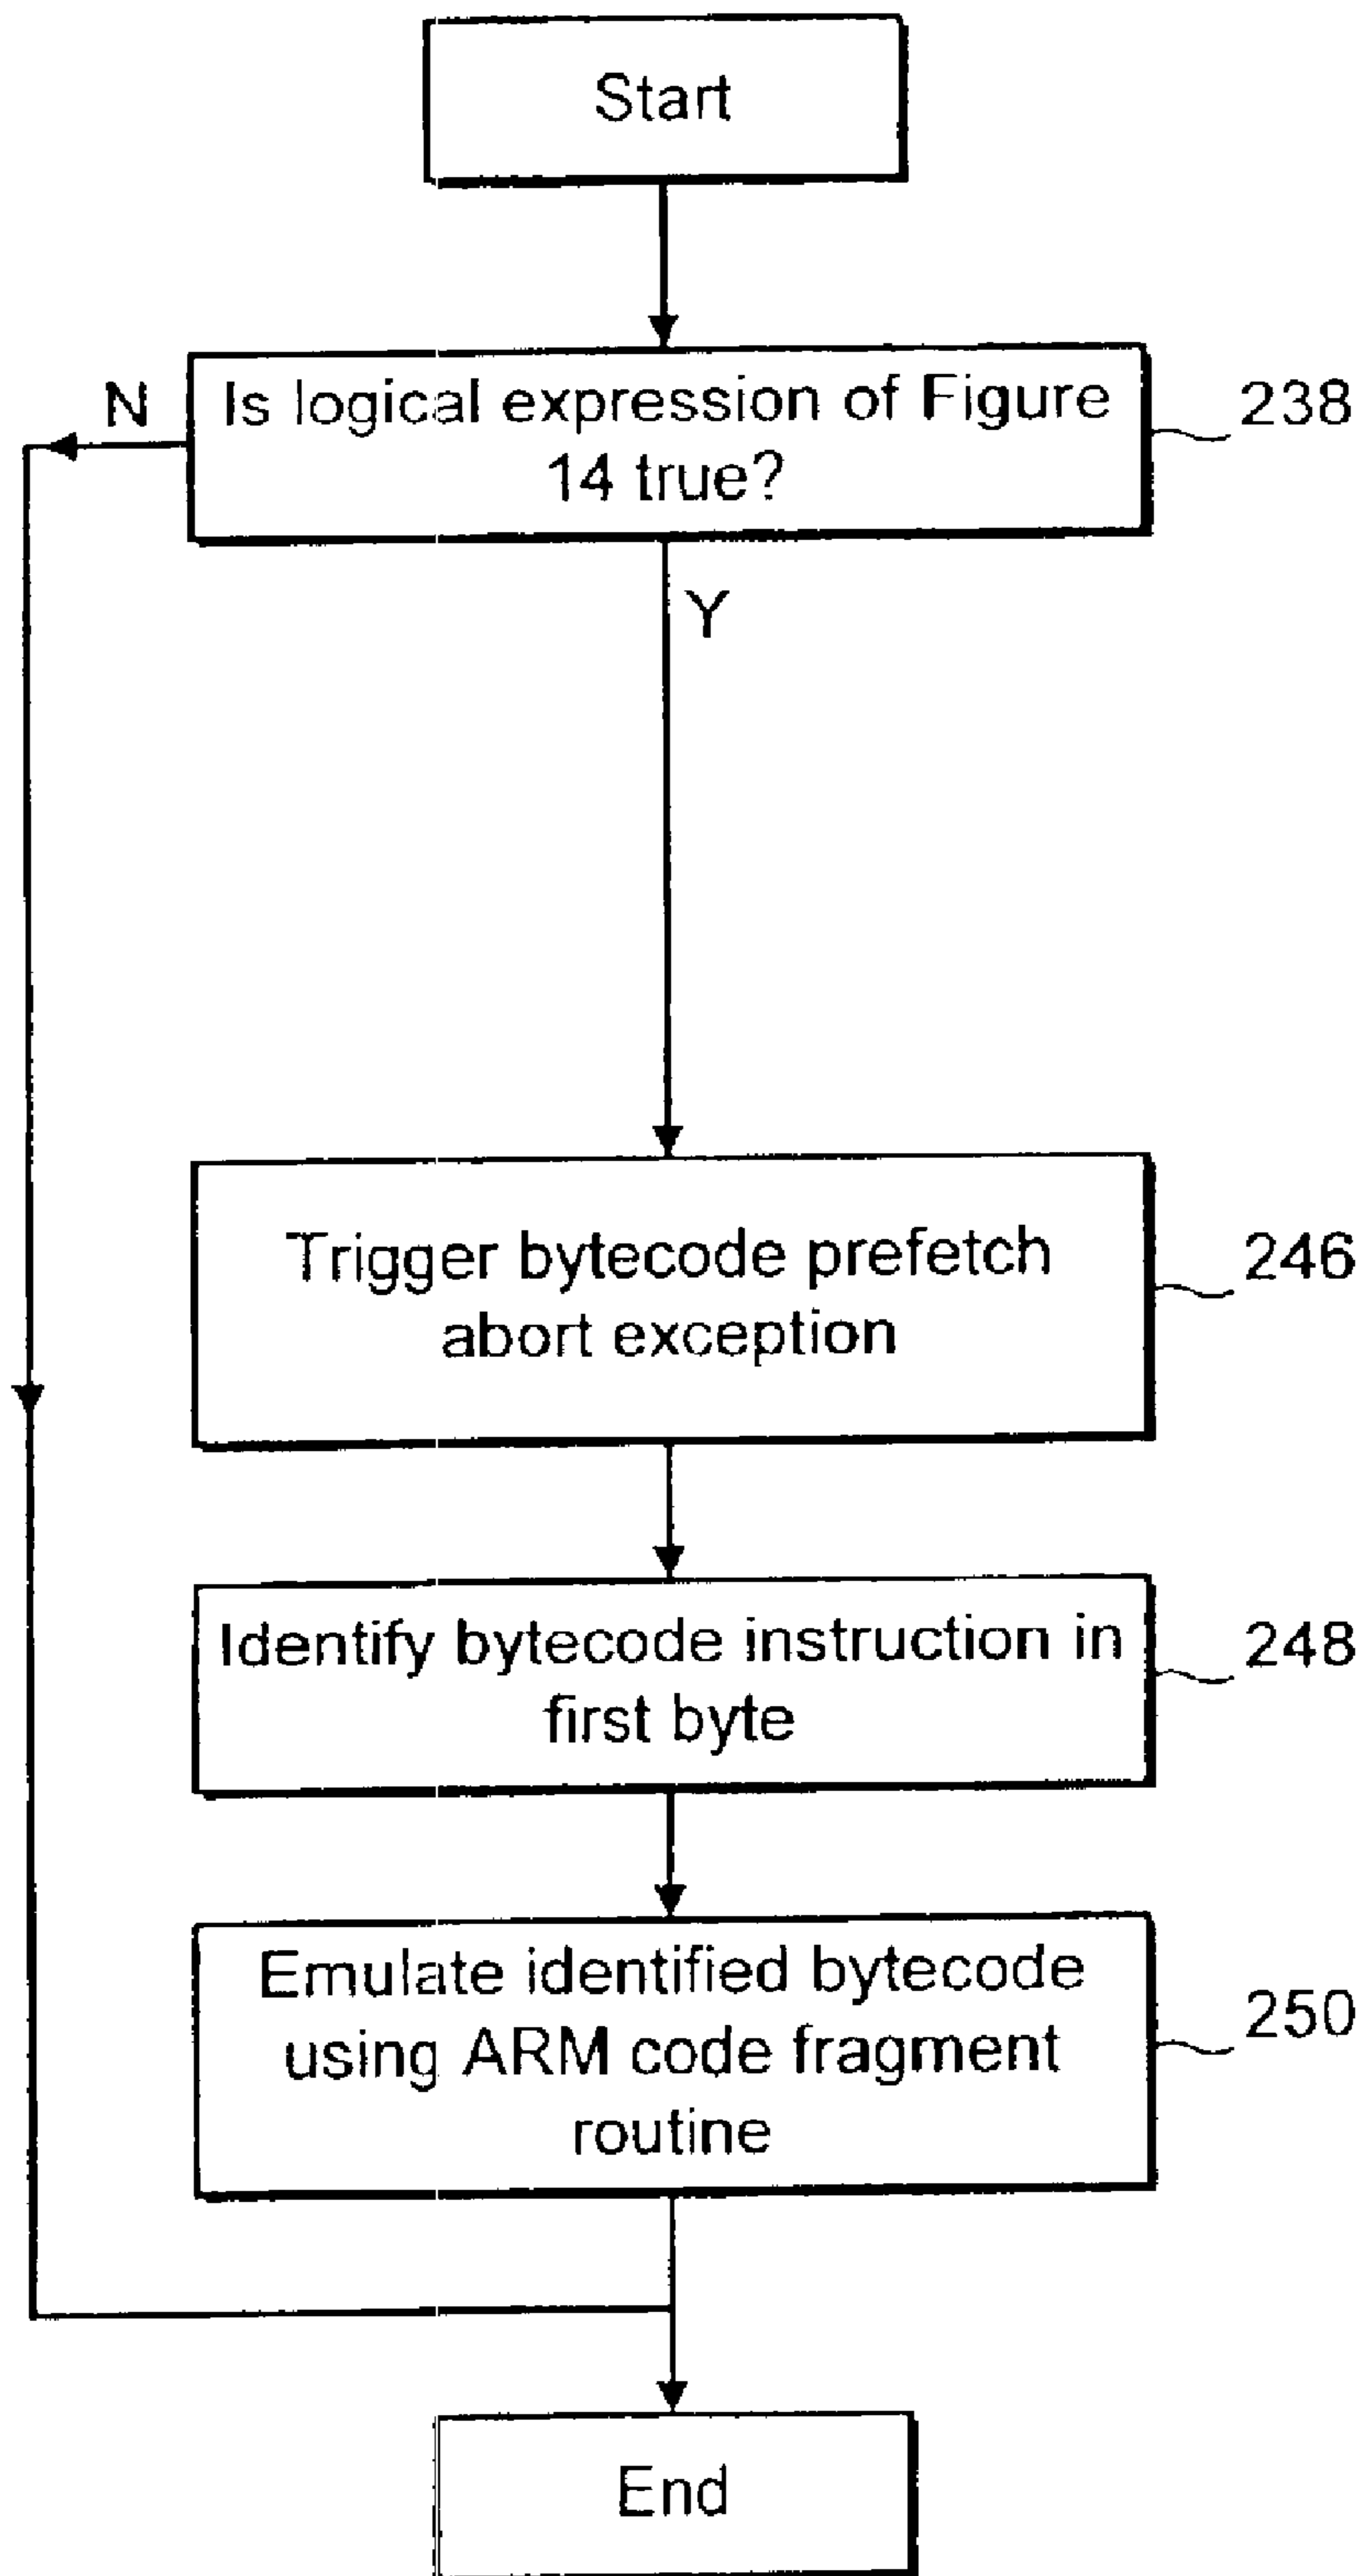 Start
N
Is logical expression of Figure
14 true?
238
Y
Trigger bytecode prefetch
abort exception
246
Identify bytecode instruction in
first byte
248
Emulate identified bytecode
using ARM code fragment
routine
250
End